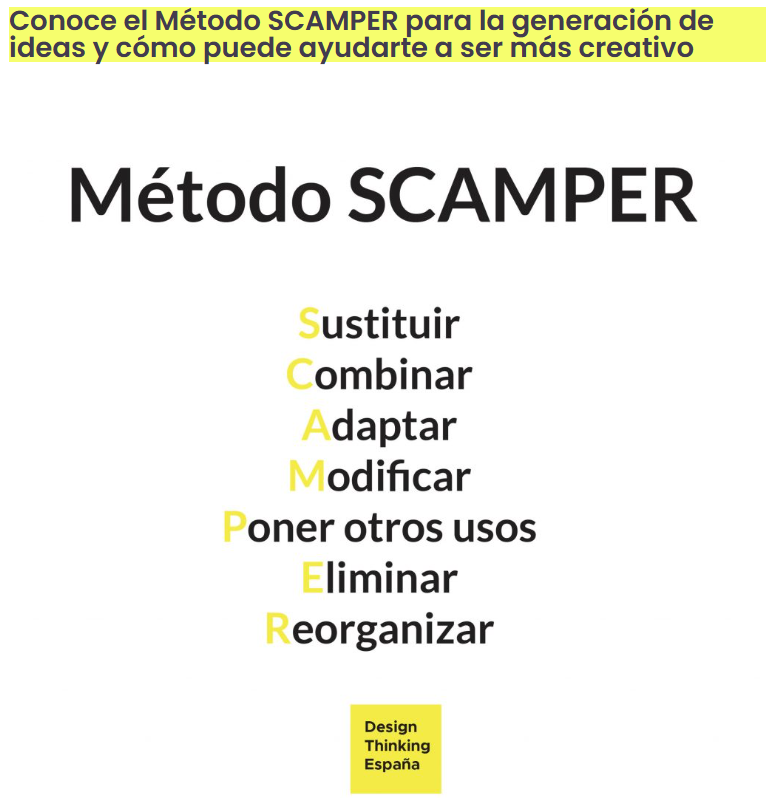 Conoce el Método SCAMPER para la generación de
ideas y cómo puede ayudarte a ser más creativo
Método SCAMPER
Sustituir
Combinar
Adaptar
Modificar
Poner otros usos
Eliminar
Reorganizar
Design
Thinking
España